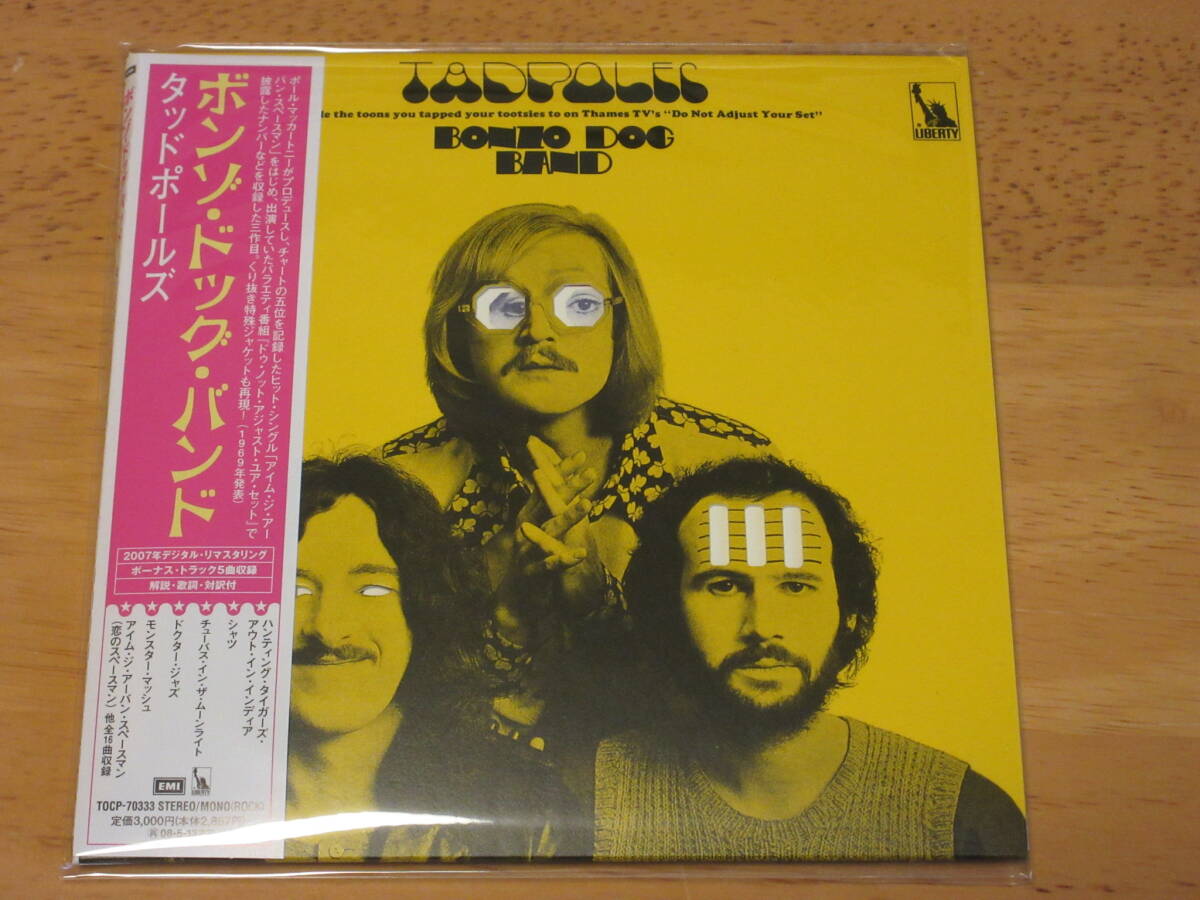 TADPOLES
le the toons you tapped your tootsies to on Thames TV's "Do Not Adjust Your Set"
BONZO DOG
BAND
LIBERTY
ボンゾ・ドッグ・バンド
タッドポールズ
ポール・マッカートニーがプロデュースし、チャートの五位を記録したヒット・シングル「アイム・ジ・アー
バン・スペースマン」をはじめ、出演していたバラエティ番組『ドゥ・ノット・アジャスト・ユア・セット』で
披露したナンバーなどを収録した三作目。くり抜き特殊ジャケットも再現!(1969年発表)
2007年デジタル・リマスタリング
ボーナス・トラック5曲収録
解説・歌詞・対訳付
ハンティング・タイガーズ・
アウト・イン・インディア
シャツ
チューバス・イン・ザ・ムーンライト
ドクター・ジャズ
モンスター・マッシュ
アイム・ジ・アーバン・スペースマン
(恋のスペースマン) 他全16曲収録
EMI
LIBERTY
TOCP-70333 STEREO/MONO(ROCK)
定価3,000円(本体2,857円)